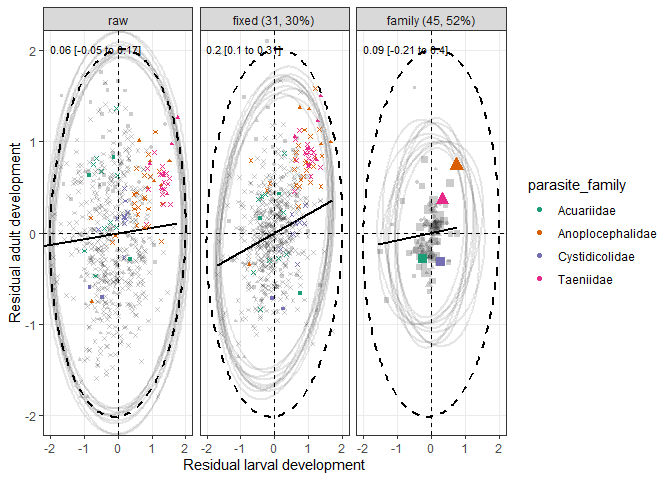 raw
fixed (31, 30%)
family (45, 52%)
0.06 [-0.05 to 0.17]
0.2 [0.1 to 0.31]
0.09 [-0.21 to 0.4]
2
1
0
-1
-2
-2 -1 0 1 2
-2 -1 0 1 2
-2 -1 0 1 2
Residual larval development
Residual adult development
parasite_family
Acuariidae
Anoplocephalidae
Cystidicolidae
Taeniidae